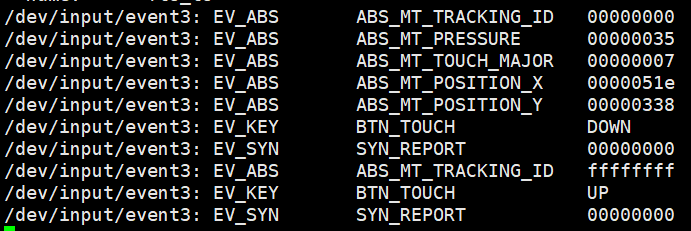 /dev/input/event3: EV_ABS ABS_MT_TRACKING_ID 00000000
/dev/input/event3: EV_ABS ABS_MT_PRESSURE 00000035
/dev/input/event3: EV_ABS ABS_MT_TOUCH_MAJOR 00000007
/dev/input/event3: EV_ABS ABS_MT_POSITION_X 0000051e
/dev/input/event3: EV_ABS ABS_MT_POSITION_Y 00000338
/dev/input/event3: EV_KEY BTN_TOUCH DOWN
/dev/input/event3: EV_SYN SYN_REPORT 00000000
/dev/input/event3: EV_ABS ABS_MT_TRACKING_ID ffffffff
/dev/input/event3: EV_KEY BTN_TOUCH UP
/dev/input/event3: EV_SYN SYN_REPORT 00000000